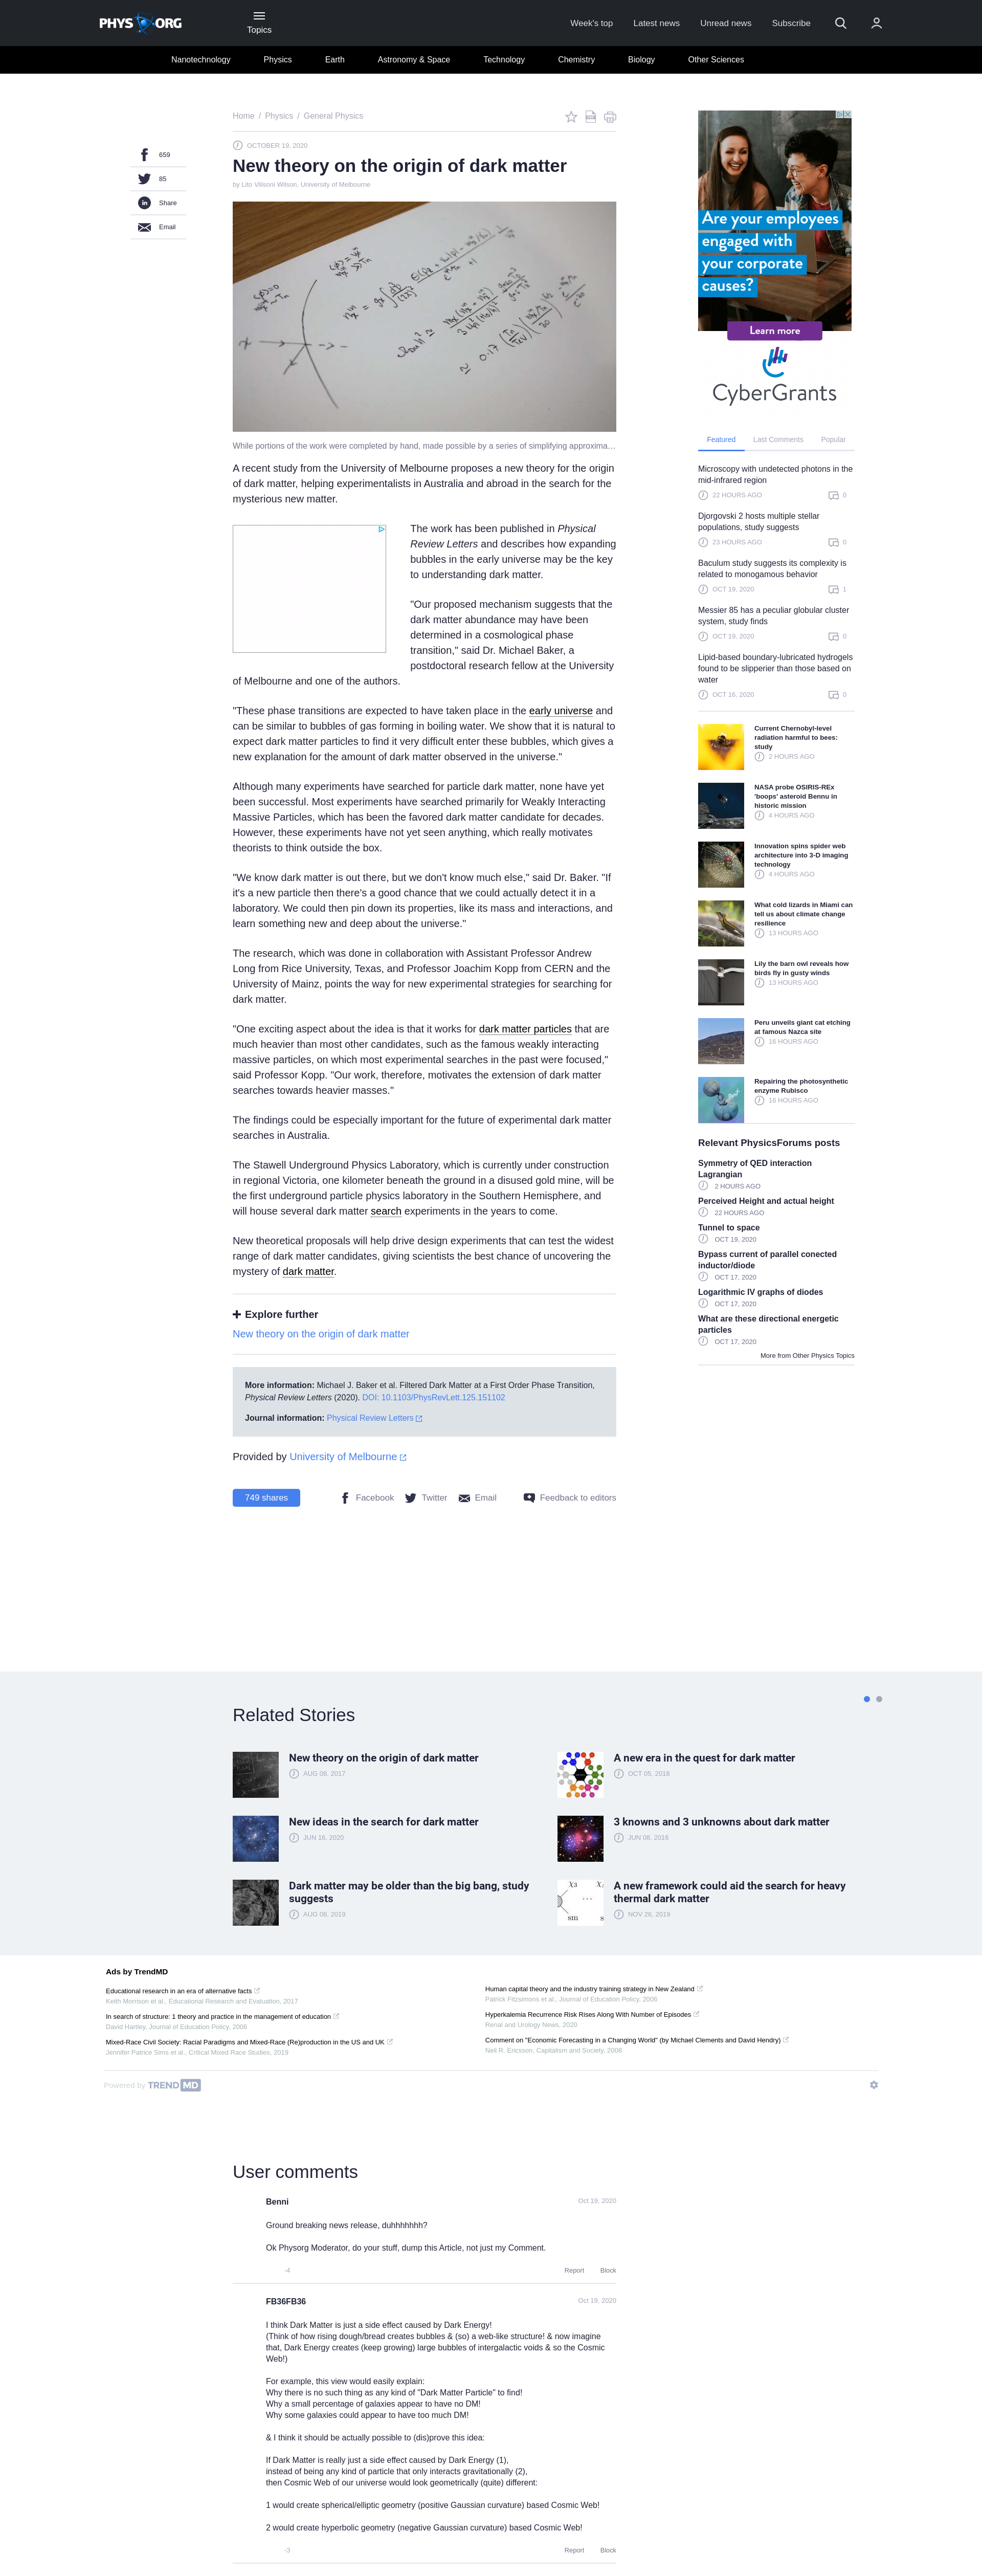 PHYS ORG
Topics
Week's top
Latest news
Unread news
Subscribe
Nanotechnology
Physics
Earth
Astronomy & Space
Technology
Chemistry
Biology
Other Sciences
659
85
Share
Email
Home / Physics / General Physics
OCTOBER 19, 2020
New theory on the origin of dark matter
by Lito Vilisoni Wilson, University of Melbourne
While portions of the work were completed by hand, made possible by a series of simplifying approxima…
A recent study from the University of Melbourne proposes a new theory for the origin
of dark matter, helping experimentalists in Australia and abroad in the search for the
mysterious new matter.
The work has been published in Physical
Review Letters and describes how expanding
bubbles in the early universe may be the key
to understanding dark matter.
"Our proposed mechanism suggests that the
dark matter abundance may have been
determined in a cosmological phase
transition," said Dr. Michael Baker, a
postdoctoral research fellow at the University
of Melbourne and one of the authors.
"These phase transitions are expected to have taken place in the early universe and
can be similar to bubbles of gas forming in boiling water. We show that it is natural to
expect dark matter particles to find it very difficult enter these bubbles, which gives a
new explanation for the amount of dark matter observed in the universe."
Although many experiments have searched for particle dark matter, none have yet
been successful. Most experiments have searched primarily for Weakly Interacting
Massive Particles, which has been the favored dark matter candidate for decades.
However, these experiments have not yet seen anything, which really motivates
theorists to think outside the box.
"We know dark matter is out there, but we don't know much else," said Dr. Baker. "If
it's a new particle then there's a good chance that we could actually detect it in a
laboratory. We could then pin down its properties, like its mass and interactions, and
learn something new and deep about the universe."
The research, which was done in collaboration with Assistant Professor Andrew
Long from Rice University, Texas, and Professor Joachim Kopp from CERN and the
University of Mainz, points the way for new experimental strategies for searching for
dark matter.
"One exciting aspect about the idea is that it works for dark matter particles that are
much heavier than most other candidates, such as the famous weakly interacting
massive particles, on which most experimental searches in the past were focused,"
said Professor Kopp. "Our work, therefore, motivates the extension of dark matter
searches towards heavier masses."
The findings could be especially important for the future of experimental dark matter
searches in Australia.
The Stawell Underground Physics Laboratory, which is currently under construction
in regional Victoria, one kilometer beneath the ground in a disused gold mine, will be
the first underground particle physics laboratory in the Southern Hemisphere, and
will house several dark matter search experiments in the years to come.
New theoretical proposals will help drive design experiments that can test the widest
range of dark matter candidates, giving scientists the best chance of uncovering the
mystery of dark matter.
Explore further
New theory on the origin of dark matter
More information: Michael J. Baker et al. Filtered Dark Matter at a First Order Phase Transition,
Physical Review Letters (2020). DOI: 10.1103/PhysRevLett.125.151102
Journal information: Physical Review Letters
Provided by University of Melbourne
749 shares
Facebook
Twitter
Email
Feedback to editors
Are your employees
engaged with
your corporate
causes?
Learn more
CyberGrants
Featured
Last Comments
Popular
Microscopy with undetected photons in the
mid-infrared region
22 HOURS AGO
0
Djorgovski 2 hosts multiple stellar
populations, study suggests
23 HOURS AGO
0
Baculum study suggests its complexity is
related to monogamous behavior
OCT 19, 2020
1
Messier 85 has a peculiar globular cluster
system, study finds
OCT 19, 2020
0
Lipid-based boundary-lubricated hydrogels
found to be slipperier than those based on
water
OCT 16, 2020
0
Current Chernobyl-level
radiation harmful to bees:
study
2 HOURS AGO
NASA probe OSIRIS-REx
'boops' asteroid Bennu in
historic mission
4 HOURS AGO
Innovation spins spider web
architecture into 3-D imaging
technology
4 HOURS AGO
What cold lizards in Miami can
tell us about climate change
resilience
13 HOURS AGO
Lily the barn owl reveals how
birds fly in gusty winds
13 HOURS AGO
Peru unveils giant cat etching
at famous Nazca site
16 HOURS AGO
Repairing the photosynthetic
enzyme Rubisco
16 HOURS AGO
Relevant PhysicsForums posts
Symmetry of QED interaction
Lagrangian
2 HOURS AGO
Perceived Height and actual height
22 HOURS AGO
Tunnel to space
OCT 19, 2020
Bypass current of parallel conected
inductor/diode
OCT 17, 2020
Logarithmic IV graphs of diodes
OCT 17, 2020
What are these directional energetic
particles
OCT 17, 2020
More from Other Physics Topics
Related Stories
New theory on the origin of dark matter
AUG 08, 2017
A new era in the quest for dark matter
OCT 05, 2018
New ideas in the search for dark matter
JUN 16, 2020
3 knowns and 3 unknowns about dark matter
JUN 08, 2016
Dark matter may be older than the big bang, study
suggests
AUG 08, 2019
A new framework could aid the search for heavy
thermal dark matter
NOV 26, 2019
Ads by TrendMD
Educational research in an era of alternative facts
Keith Morrison et al., Educational Research and Evaluation, 2017
In search of structure: 1 theory and practice in the management of education
David Hartley, Journal of Education Policy, 2006
Mixed-Race Civil Society: Racial Paradigms and Mixed-Race (Re)production in the US and UK
Jennifer Patrice Sims et al., Critical Mixed Race Studies, 2019
Human capital theory and the industry training strategy in New Zealand
Patrick Fitzsimons et al., Journal of Education Policy, 2006
Hyperkalemia Recurrence Risk Rises Along With Number of Episodes
Renal and Urology News, 2020
Comment on "Economic Forecasting in a Changing World" (by Michael Clements and David Hendry)
Neil R. Ericsson, Capitalism and Society, 2008
Powered by TREND MD
User comments
Benni
Oct 19, 2020
Ground breaking news release, duhhhhhhh?
Ok Physorg Moderator, do your stuff, dump this Article, not just my Comment.
-4
Report
Block
FB36FB36
Oct 19, 2020
I think Dark Matter is just a side effect caused by Dark Energy!
(Think of how rising dough/bread creates bubbles & (so) a web-like structure! & now imagine
that, Dark Energy creates (keep growing) large bubbles of intergalactic voids & so the Cosmic
Web!)
For example, this view would easily explain:
Why there is no such thing as any kind of "Dark Matter Particle" to find!
Why a small percentage of galaxies appear to have no DM!
Why some galaxies could appear to have too much DM!
& I think it should be actually possible to (dis)prove this idea:
If Dark Matter is really just a side effect caused by Dark Energy (1),
instead of being any kind of particle that only interacts gravitationally (2),
then Cosmic Web of our universe would look geometrically (quite) different:
1 would create spherical/elliptic geometry (positive Gaussian curvature) based Cosmic Web!
2 would create hyperbolic geometry (negative Gaussian curvature) based Cosmic Web!
-3
Report
Block